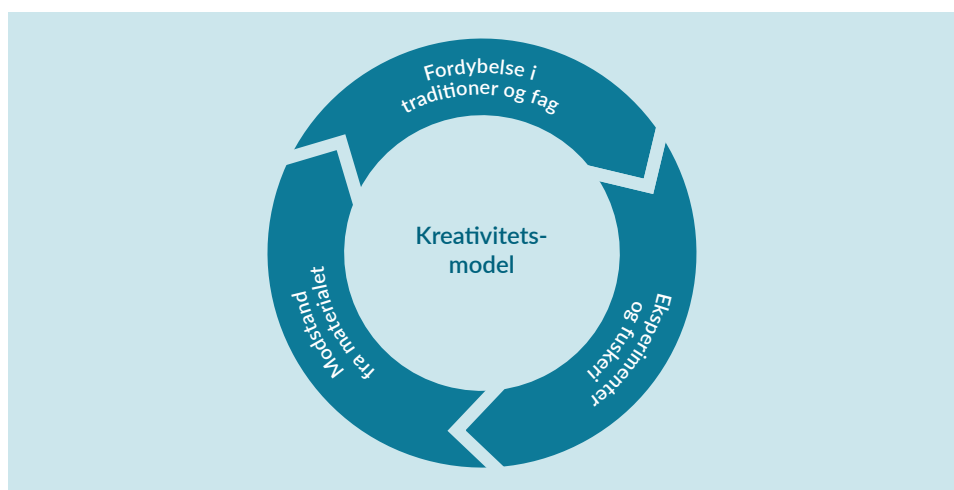 Fordybelse i
traditioner og fag
Kreativitets-
model
Eksperimenter
og fuskeri
Modstand
fra materialet